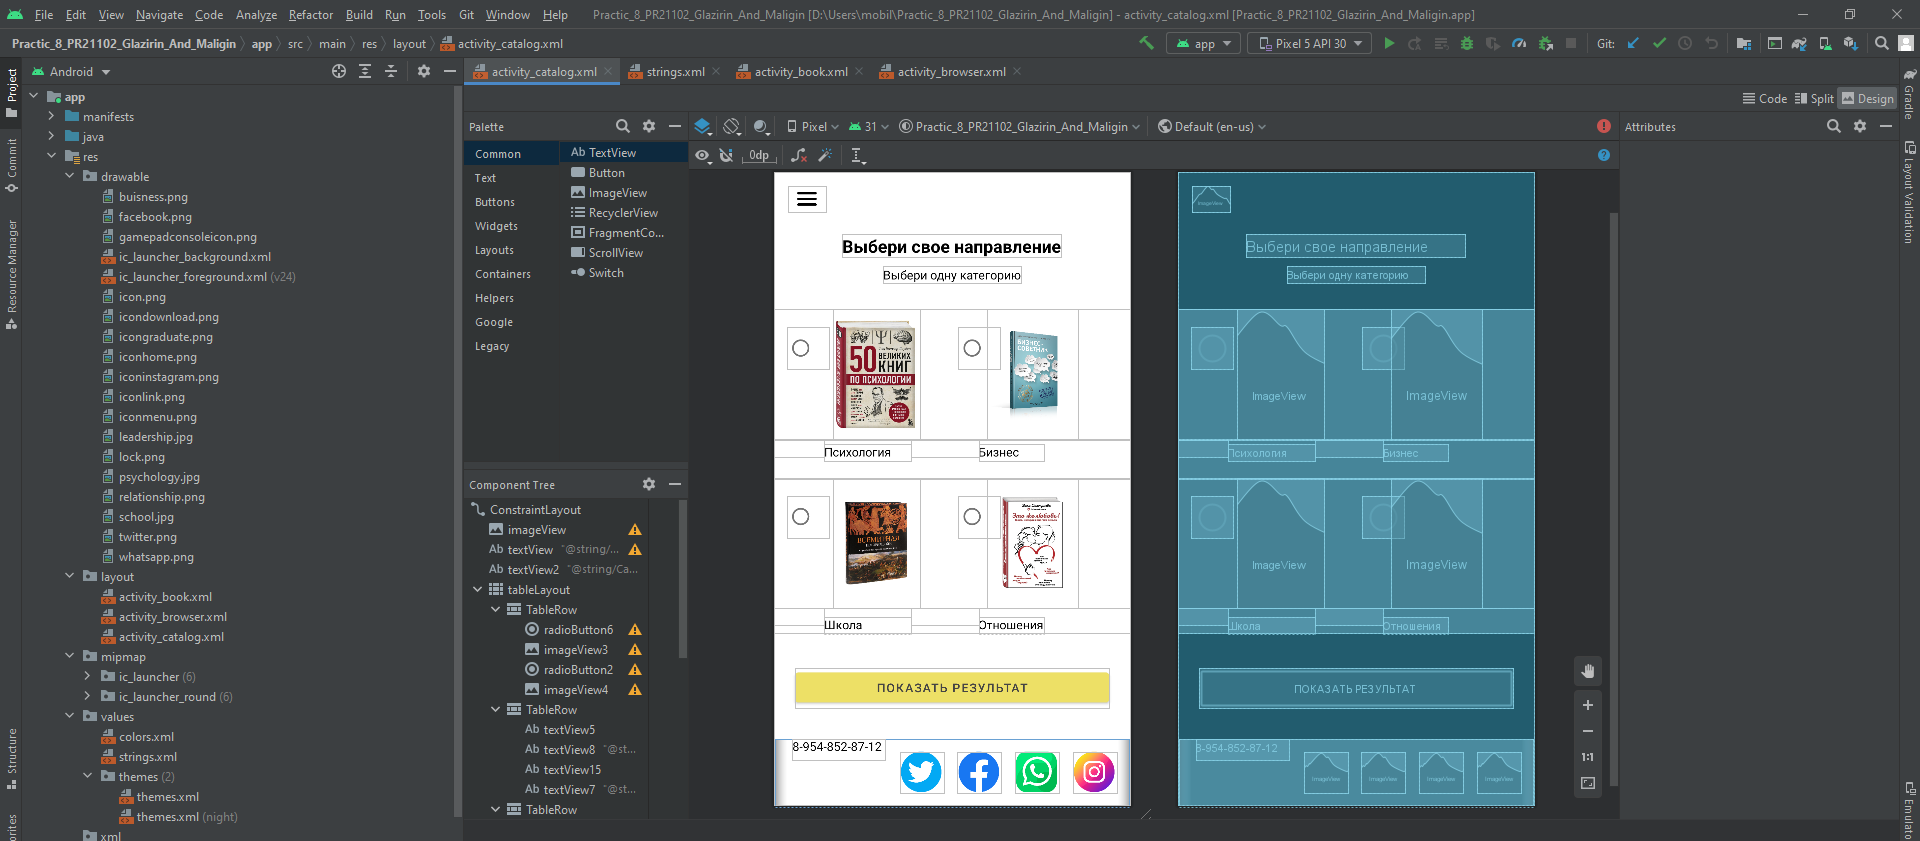 File Edit View Navigate Code Analyze Refactor Build Run Tools Git Window Help Practic_8_PR21102_Glazirin_And_Maligin [D:\Users\mobil\Practic_8_PR21102_Glazirin_And_Maligin] - activity_catalog.xml [Practic_8_PR21102_Glazirin_And_Maligin.app]
Practic_8_PR21102_Glazirin_And_Maligin app src main res layout activity_catalog.xml app Pixel 5 API 30 Git:
Android
activity_catalog.xml strings.xml activity_book.xml activity_browser.xml
Code Split Design
Project
Commit
Resource Manager
Structure
Gradle
Layout Validation
app
manifests
java
res
drawable
buisness.png
facebook.png
gamepadconsoleicon.png
ic_launcher_background.xml
ic_launcher_foreground.xml (v24)
icon.png
icondownload.png
icongraduate.png
iconhome.png
iconinstagram.png
iconlink.png
iconmenu.png
leadership.jpg
lock.png
psychology.jpg
relationship.png
school.jpg
twitter.png
whatsapp.png
layout
activity_book.xml
activity_browser.xml
activity_catalog.xml
mipmap
ic_launcher (6)
ic_launcher_round (6)
values
colors.xml
strings.xml
themes (2)
themes.xml
themes.xml (night)
xml
Palette
Common
Text
Buttons
Widgets
Layouts
Containers
Helpers
Google
Legacy
Ab TextView
Button
ImageView
RecyclerView
FragmentCo...
ScrollView
Switch
Component Tree
ConstraintLayout
imageView
Ab textView "@string/...
Ab textView2 "@string/Ca...
tableLayout
TableRow
radioButton6
imageView3
radioButton2
imageView4
TableRow
Ab textView5
Ab textView8 "@st...
Ab textView15
Ab textView7 "@st...
TableRow
Pixel 31 Practic_8_PR21102_Glazirin_And_Maligin Default (en-us)
0dp
Выбери свое направление
Выбери одну категорию
50 ВЕЛИКИХ
КНИГ
ПО ПСИХОЛОГИИ
БИЗНЕС
СОВЕТНИК
Психология Бизнес
ВСЕМИРНАЯ
Школа Отношения
ПОКАЗАТЬ РЕЗУЛЬТАТ
8-954-852-87-12
ImageView
Выбери свое направление
Выбери одну категорию
ImageView ImageView
Психология Бизнес
ImageView ImageView
Школа Отношения
ПОКАЗАТЬ РЕЗУЛЬТАТ
8-954-852-87-12
ImageView ImageView ImageView ImageView
1:1
Attributes